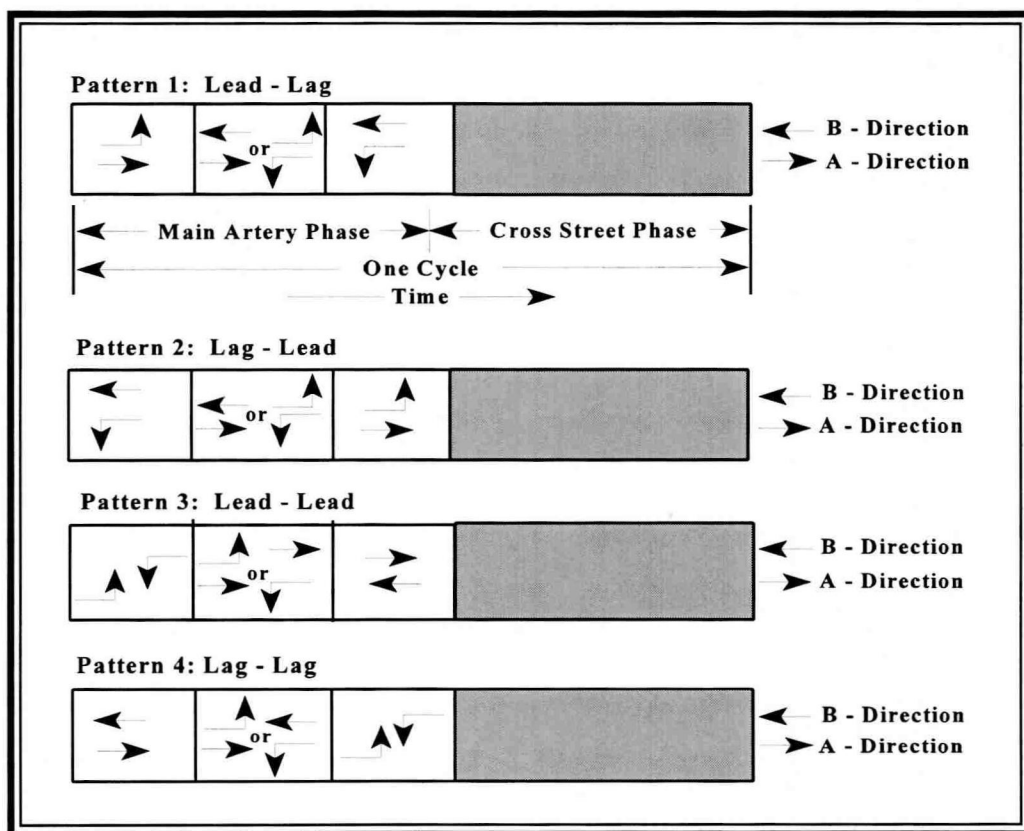 Pattern 1: Lead - Lag
or
B - Direction
A - Direction
Main Artery Phase
Cross Street Phase
One Cycle
Time
Pattern 2: Lag - Lead
or
B - Direction
A - Direction
Pattern 3: Lead - Lead
or
B - Direction
A - Direction
Pattern 4: Lag - Lag
or
B - Direction
A - Direction